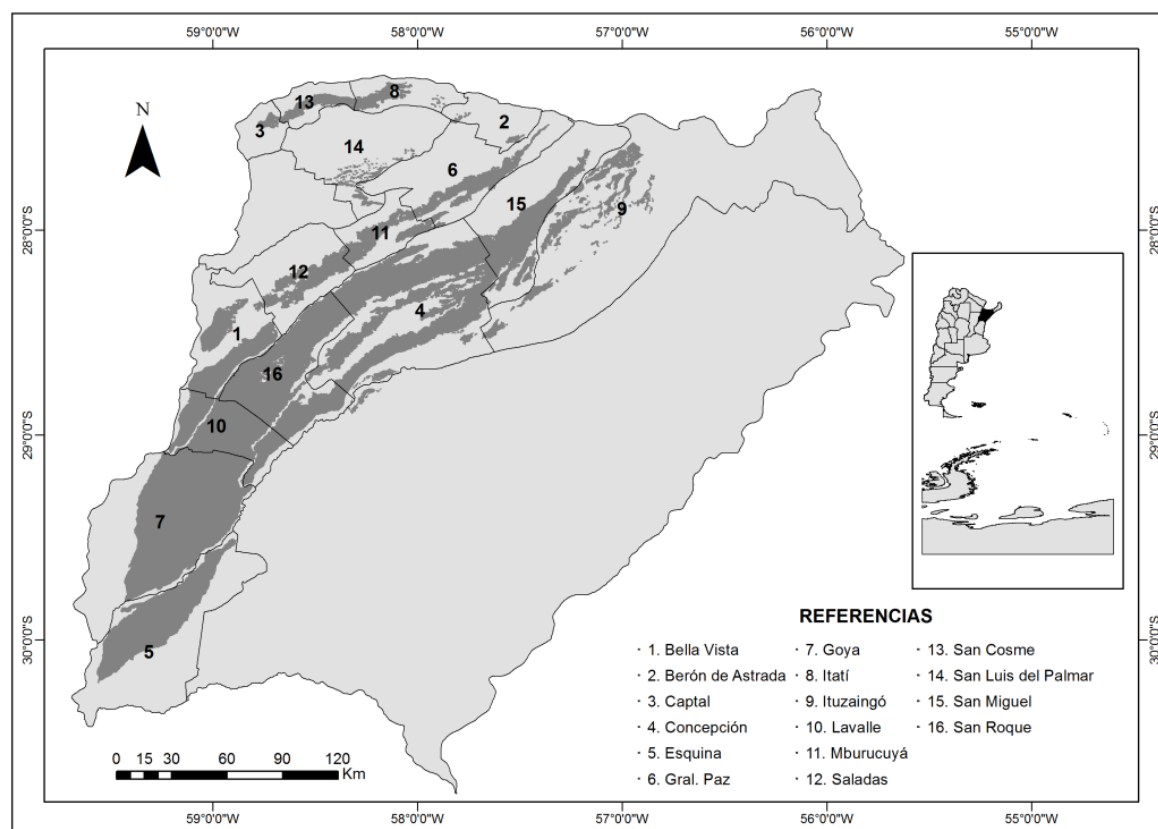 59°0'0"W 58°0'0"W 57°0'0"W 56°0'0"W 55°0'0"W
N
28°0'0"S 28°0'0"S
29°0'0"S 29°0'0"S
30°0'0"S 30°0'0"S
13 8
3 2
14
6
15
9
11
12
4
1
16
10
7
5
REFERENCIAS
· 1. Bella Vista · 7. Goya · 13. San Cosme
· 2. Berón de Astrada · 8. Itatí · 14. San Luis del Palmar
· 3. Captal · 9. Ituzaingó · 15. San Miguel
· 4. Concepción · 10. Lavalle · 16. San Roque
· 5. Esquina · 11. Mburucuyá
· 6. Gral. Paz · 12. Saladas
0 15 30 60 90 120
Km
59°0'0"W 58°0'0"W 57°0'0"W 56°0'0"W 55°0'0"W